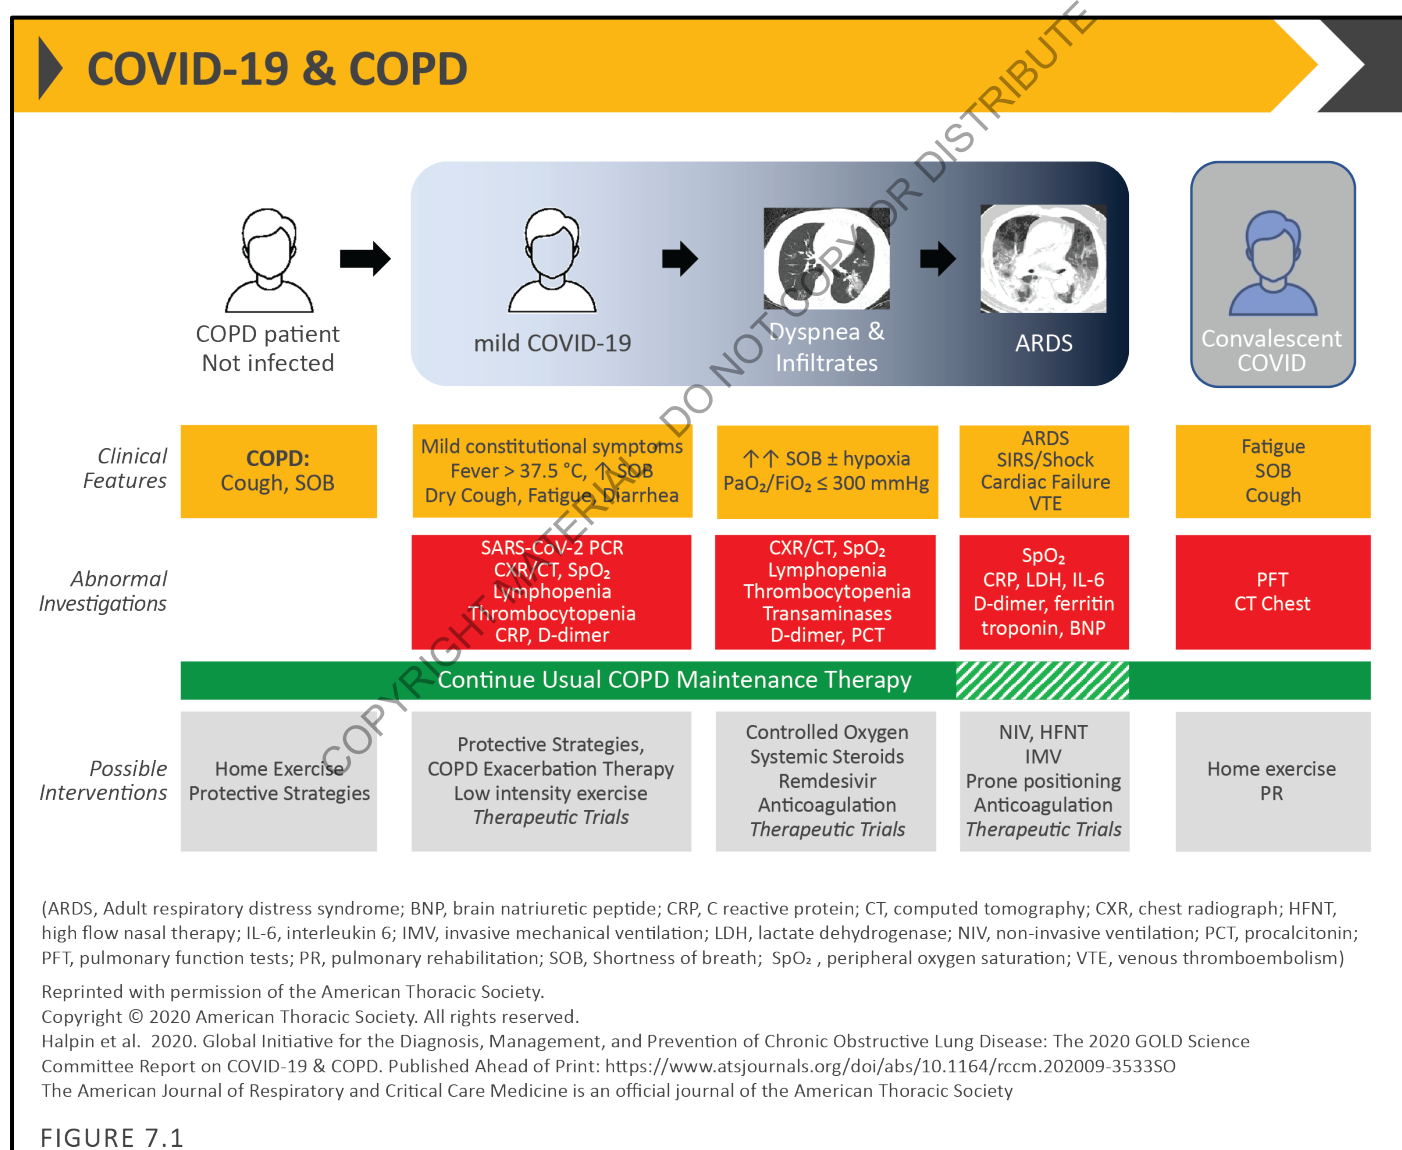 COVID-19 & COPD
COPD patient
Not infected
mild COVID-19
Dyspnea &
Infiltrates
ARDS
Convalescent
COVID
Clinical
Features
COPD:
Cough, SOB
Mild constitutional symptoms
Fever > 37.5 °C, ↑ SOB
Dry Cough, Fatigue, Diarrhea
↑↑ SOB ± hypoxia
PaO₂/FiO₂ ≤ 300 mmHg
ARDS
SIRS/Shock
Cardiac Failure
VTE
Fatigue
SOB
Cough
Abnormal
Investigations
SARS-CoV-2 PCR
CXR/CT, SpO₂
Lymphopenia
Thrombocytopenia
CRP, D-dimer
CXR/CT, SpO₂
Lymphopenia
Thrombocytopenia
Transaminases
D-dimer, PCT
SpO₂
CRP, LDH, IL-6
D-dimer, ferritin
troponin, BNP
PFT
CT Chest
Continue Usual COPD Maintenance Therapy
Possible
Interventions
Home Exercise
Protective Strategies
Protective Strategies,
COPD Exacerbation Therapy
Low intensity exercise
Therapeutic Trials
Controlled Oxygen
Systemic Steroids
Remdesivir
Anticoagulation
Therapeutic Trials
NIV, HFNT
IMV
Prone positioning
Anticoagulation
Therapeutic Trials
Home exercise
PR
COPYRIGHT MATERIAL - DO NOT COPY OR DISTRIBUTE
(ARDS, Adult respiratory distress syndrome; BNP, brain natriuretic peptide; CRP, C reactive protein; CT, computed tomography; CXR, chest radiograph; HFNT,
high flow nasal therapy; IL-6, interleukin 6; IMV, invasive mechanical ventilation; LDH, lactate dehydrogenase; NIV, non-invasive ventilation; PCT, procalcitonin;
PFT, pulmonary function tests; PR, pulmonary rehabilitation; SOB, Shortness of breath; SpO₂ , peripheral oxygen saturation; VTE, venous thromboembolism)
Reprinted with permission of the American Thoracic Society.
Copyright © 2020 American Thoracic Society. All rights reserved.
Halpin et al. 2020. Global Initiative for the Diagnosis, Management, and Prevention of Chronic Obstructive Lung Disease: The 2020 GOLD Science
Committee Report on COVID-19 & COPD. Published Ahead of Print: https://www.atsjournals.org/doi/abs/10.1164/rccm.202009-3533SO
The American Journal of Respiratory and Critical Care Medicine is an official journal of the American Thoracic Society
FIGURE 7.1